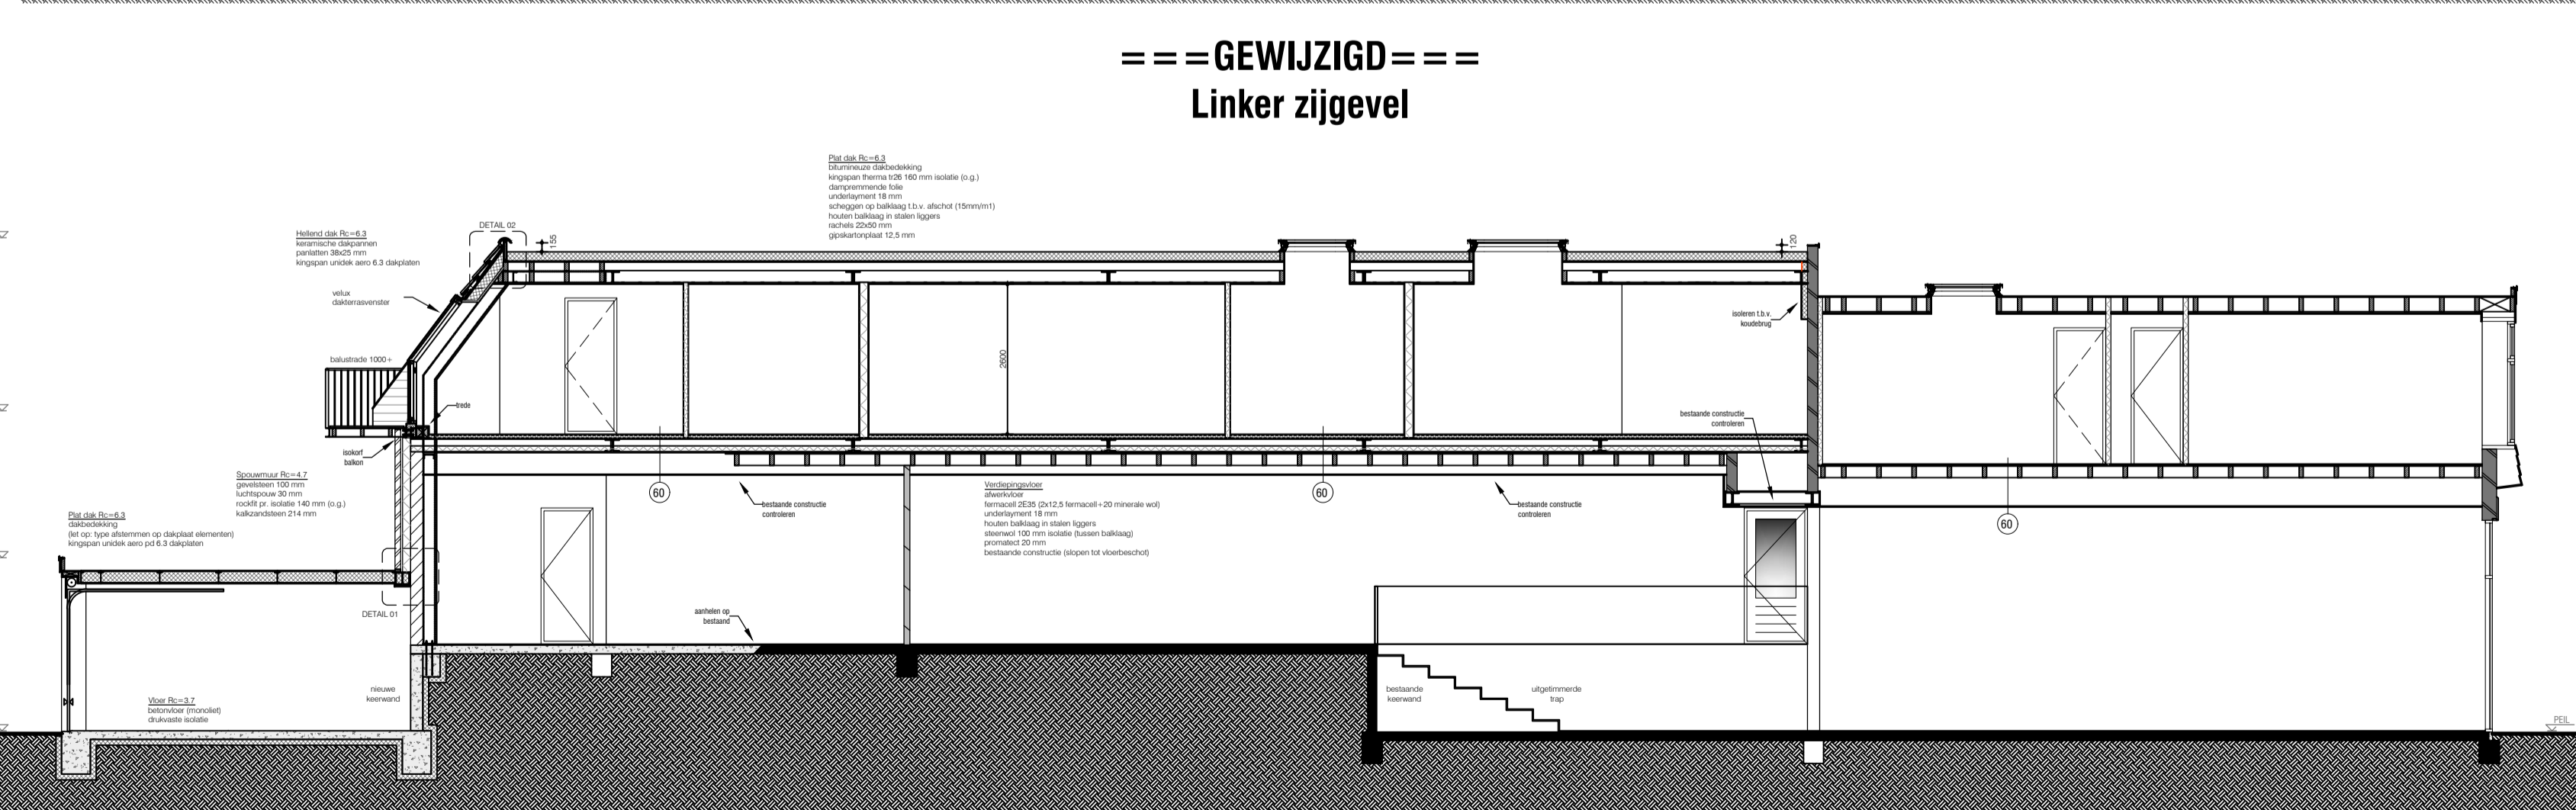 ===GEWIJZIGD===
Linker zijgevel
Plat dak Rc=6.3
bitumineuze dakbedekking
kingspan therma tr26 160 mm isolatie (o.g.)
dampremmende folie
underlayment 18 mm
scheggen op balklaag t.b.v. afschot (15mm/m1)
houten balklaag in stalen liggers
rachels 22x50 mm
gipskartonplaat 12,5 mm
DETAIL 02
155
120
Hellend dak Rc=6.3
keramische dakpannen
panlatten 38x25 mm
kingspan unidek aero 6.3 dakplaten
velux
dakterrasvenster
isoleren t.b.v.
koudebrug
balustrade 1000+
2600
trede
bestaande constructie
controleren
isokorf
balkon
Spouwmuur Rc=4.7
gevelsteen 100 mm
luchtspouw 30 mm
rockfit pr. isolatie 140 mm (o.g.)
kalkzandsteen 214 mm
60
60
60
bestaande constructie
controleren
Verdiepingsvloer
afwerkvloer
fermacell 2E35 (2x12,5 fermacell+20 minerale wol)
underlayment 18 mm
houten balklaag in stalen liggers
steenwol 100 mm isolatie (tussen balklaag)
promatect 20 mm
bestaande constructie (slopen tot vloerbeschot)
bestaande constructie
controleren
Plat dak Rc=6.3
dakbedekking
(let op: type afstemmen op dakplaat elementen)
kingspan unidek aero pd 6.3 dakplaten
DETAIL 01
aanhelen op
bestaand
Vloer Rc=3.7
betonvloer (monoliet)
drukvaste isolatie
nieuwe
keerwand
bestaande
keerwand
uitgetimmerde
trap
PEIL